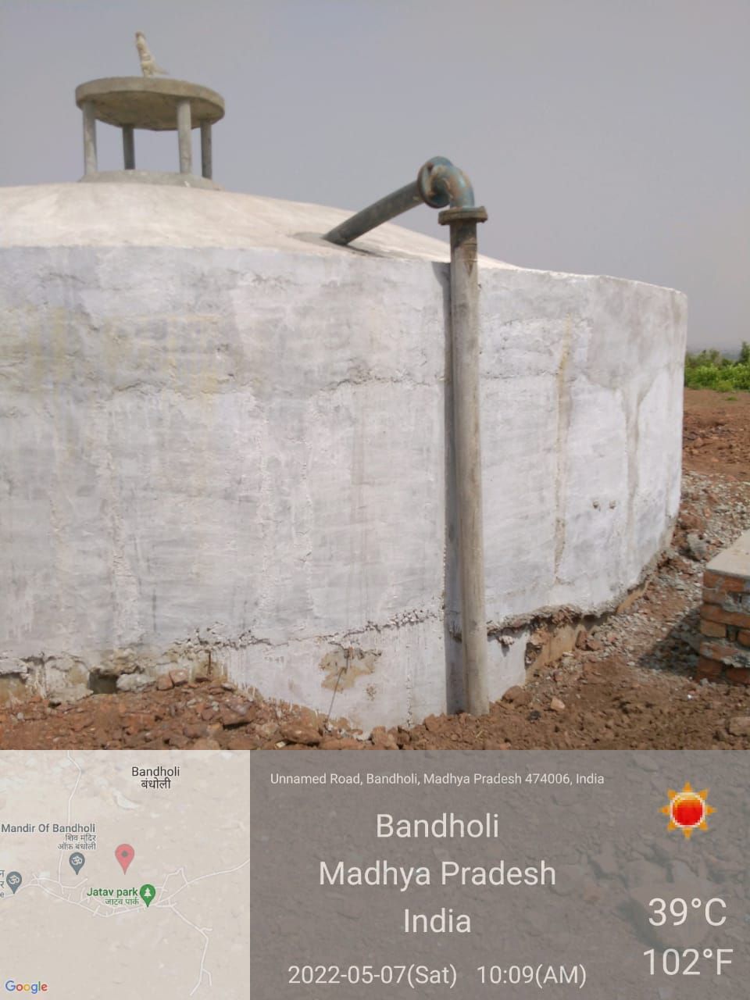 Bandholi
बंधोली
Mandir Of Bandholi
शिव मंदिर
ऑफ़ बंधोली
Jatav park
जाटव पार्क
Google
Unnamed Road, Bandholi, Madhya Pradesh 474006, India
Bandholi
Madhya Pradesh
India
2022-05-07(Sat) 10:09(AM)
39°C
102°F